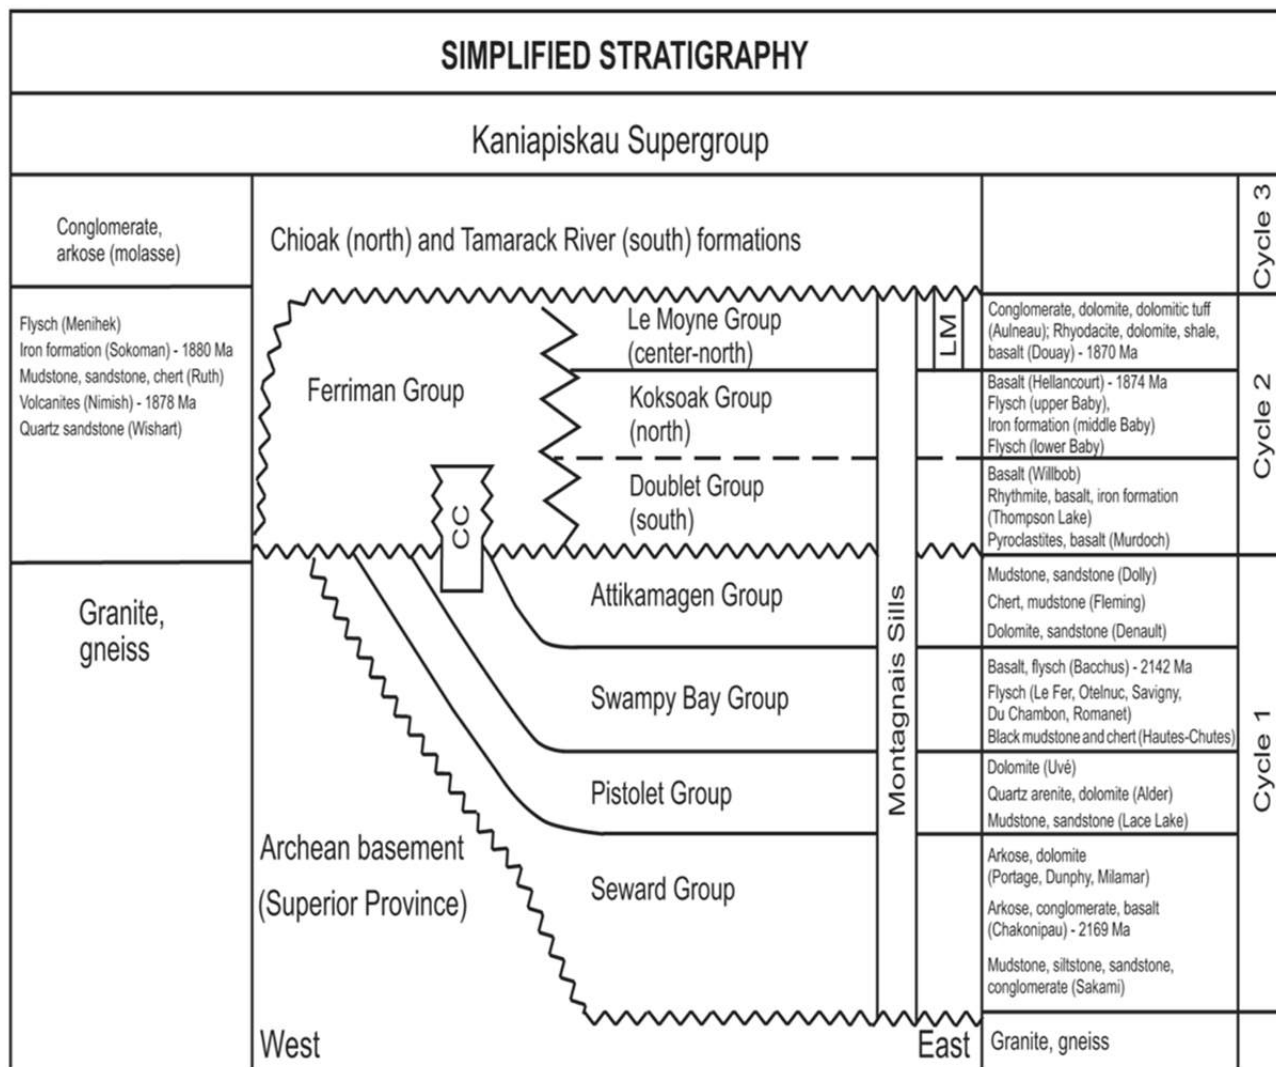 SIMPLIFIED STRATIGRAPHY
Kaniapiskau Supergroup
Conglomerate,
arkose (molasse)
Chioak (north) and Tamarack River (south) formations
Cycle 3
Flysch (Menihek)
Iron formation (Sokoman) - 1880 Ma
Mudstone, sandstone, chert (Ruth)
Volcanites (Nimish) - 1878 Ma
Quartz sandstone (Wishart)
Ferriman Group
CC
Le Moyne Group
(center-north)
Koksoak Group
(north)
Doublet Group
(south)
LM
Conglomerate, dolomite, dolomitic tuff
(Aulneau); Rhyodacite, dolomite, shale,
basalt (Douay) - 1870 Ma
Basalt (Hellancourt) - 1874 Ma
Flysch (upper Baby),
Iron formation (middle Baby)
Flysch (lower Baby)
Basalt (Willbob)
Rhythmite, basalt, iron formation
(Thompson Lake)
Pyroclastites, basalt (Murdoch)
Cycle 2
Granite,
gneiss
Archean basement
(Superior Province)
Attikamagen Group
Swampy Bay Group
Pistolet Group
Seward Group
Montagnais Sills
Mudstone, sandstone (Dolly)
Chert, mudstone (Fleming)
Dolomite, sandstone (Denault)
Basalt, flysch (Bacchus) - 2142 Ma
Flysch (Le Fer, Otelnuc, Savigny,
Du Chambon, Romanet)
Black mudstone and chert (Hautes-Chutes)
Dolomite (Uvé)
Quartz arenite, dolomite (Alder)
Mudstone, sandstone (Lace Lake)
Arkose, dolomite
(Portage, Dunphy, Milamar)
Arkose, conglomerate, basalt
(Chakonipau) - 2169 Ma
Mudstone, siltstone, sandstone,
conglomerate (Sakami)
Cycle 1
West
East
Granite, gneiss